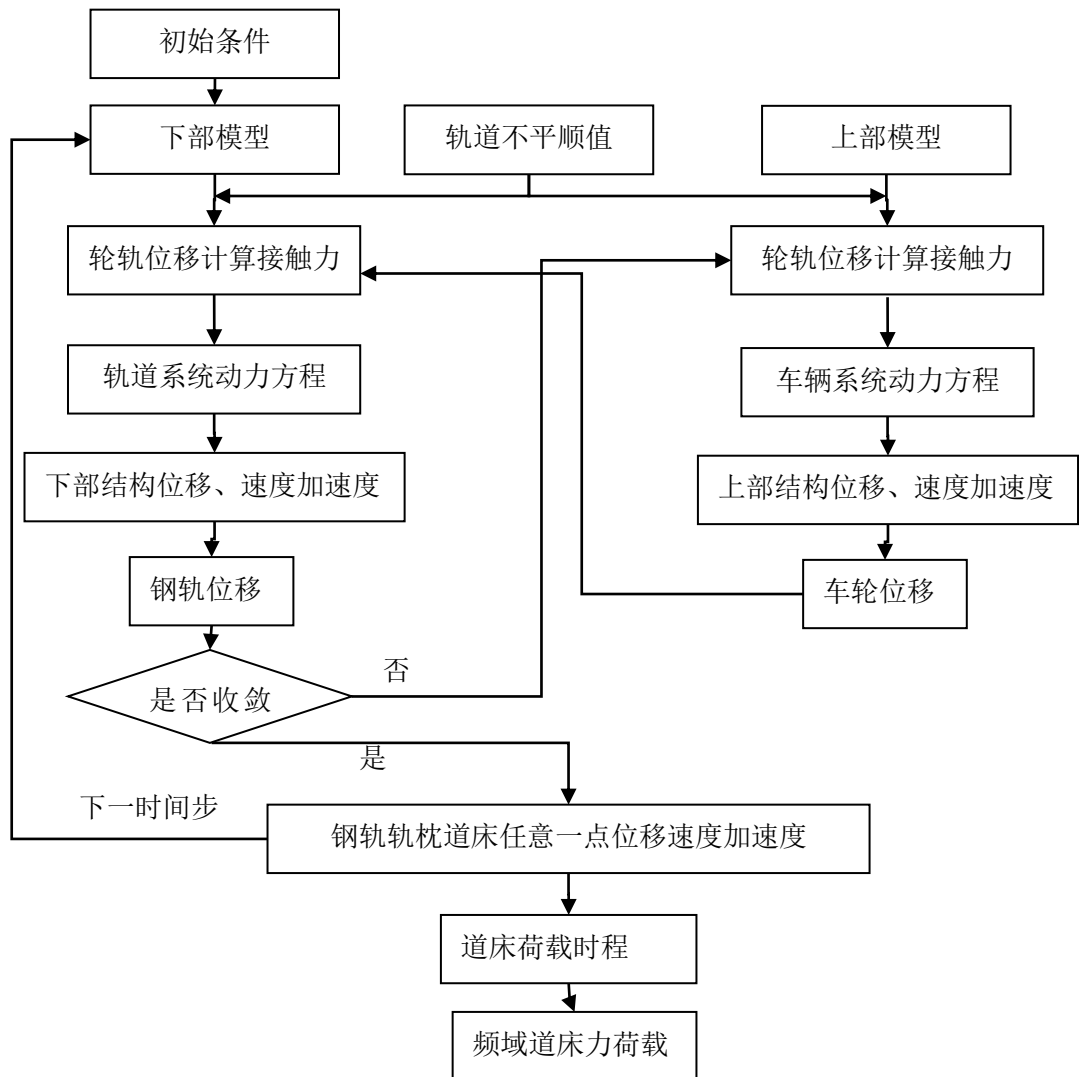 初始条件
下部模型
轨道不平顺值
上部模型
轮轨位移计算接触力
轮轨位移计算接触力
轨道系统动力方程
车辆系统动力方程
下部结构位移、速度加速度
上部结构位移、速度加速度
钢轨位移
车轮位移
否
是否收敛
是
下一时间步
钢轨轨枕道床任意一点位移速度加速度
道床荷载时程
频域道床力荷载